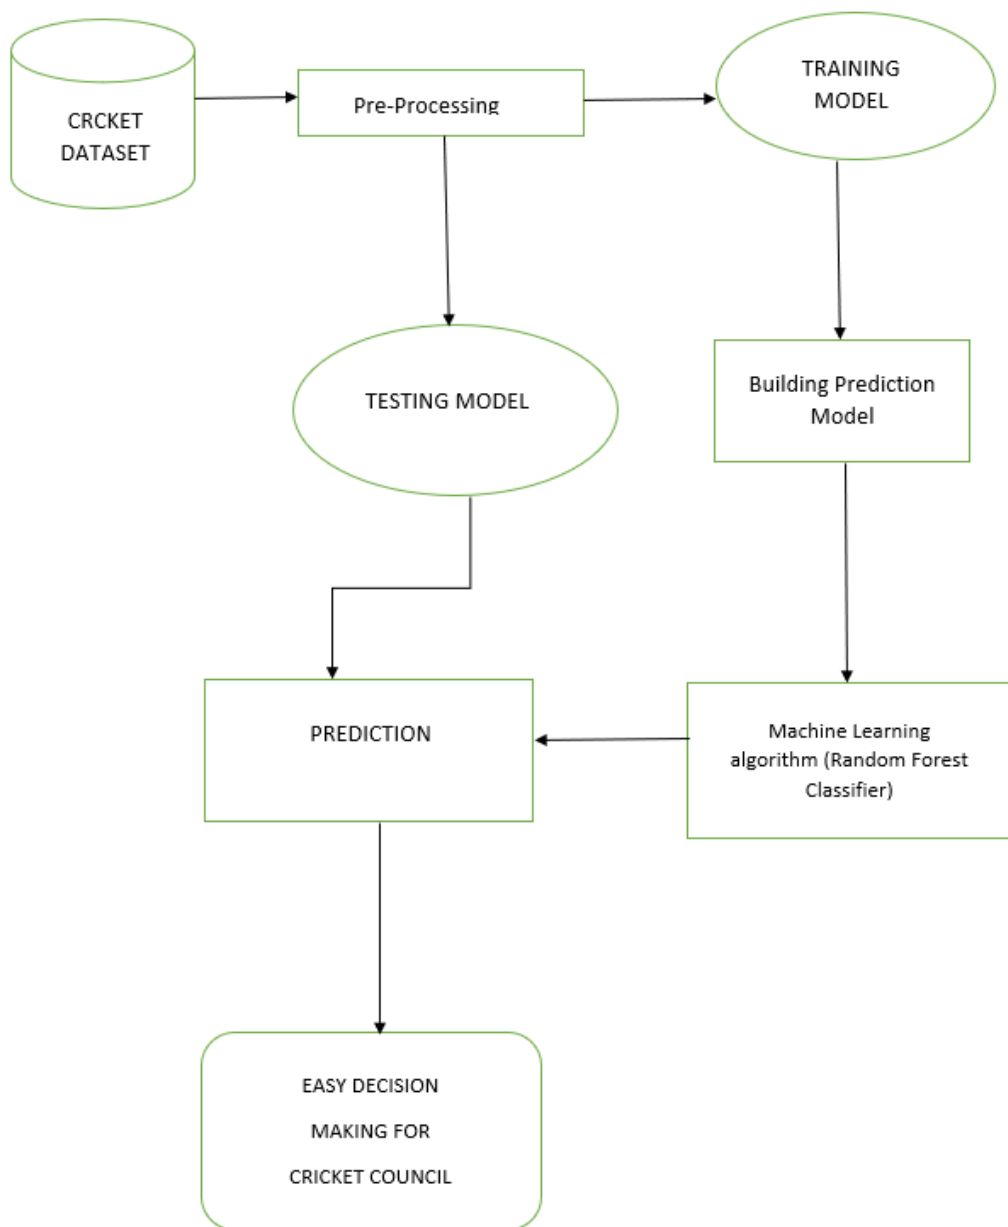 CRCKET
DATASET
Pre-Processing
TRAINING
MODEL
TESTING MODEL
Building Prediction
Model
PREDICTION
Machine Learning
algorithm (Random Forest
Classifier)
EASY DECISION
MAKING FOR
CRICKET COUNCIL